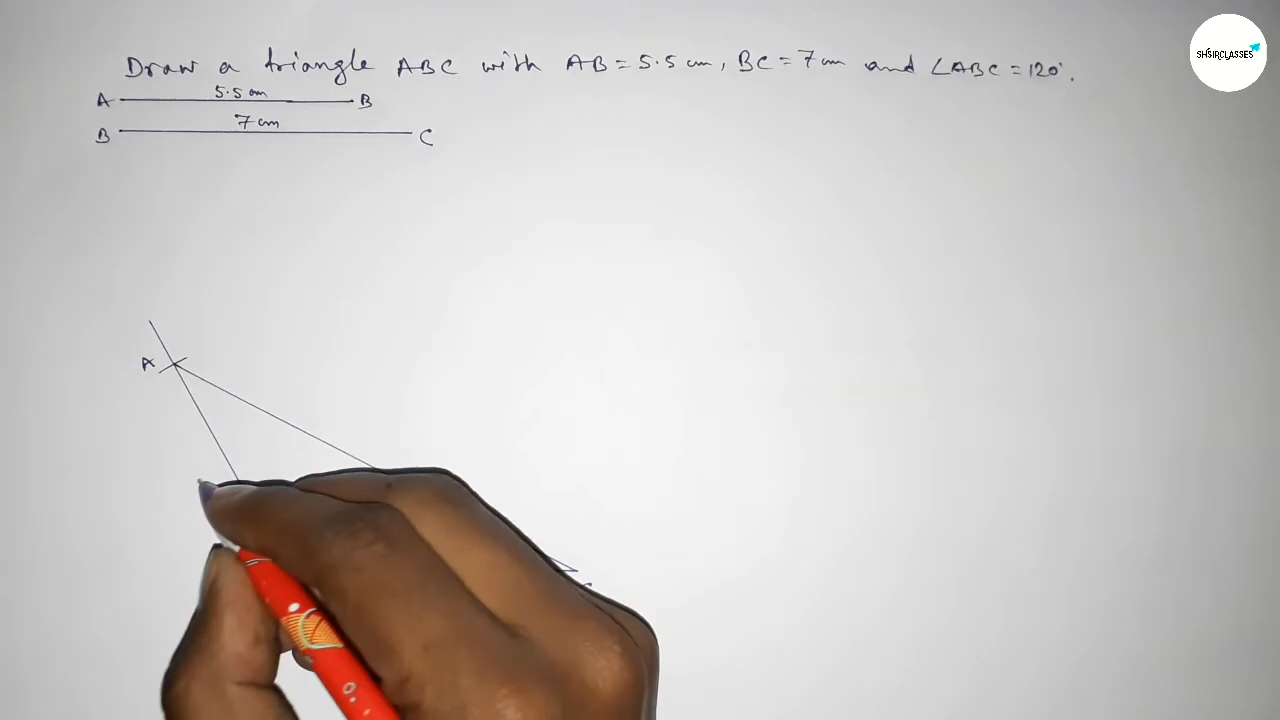 Draw a triangle ABC with AB = 5.5 cm, BC = 7 cm and ∠ABC = 120°.
A 5.5 cm B
B 7 cm C
A
SHSIRCLASSES